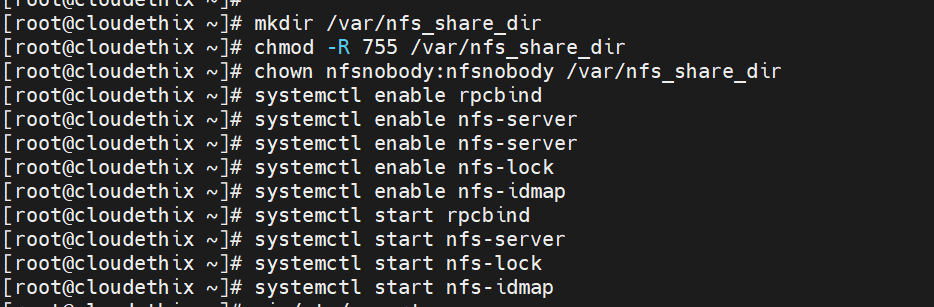 [root@cloudethix ~]# mkdir /var/nfs_share_dir
[root@cloudethix ~]# chmod -R 755 /var/nfs_share_dir
[root@cloudethix ~]# chown nfsnobody:nfsnobody /var/nfs_share_dir
[root@cloudethix ~]# systemctl enable rpcbind
[root@cloudethix ~]# systemctl enable nfs-server
[root@cloudethix ~]# systemctl enable nfs-server
[root@cloudethix ~]# systemctl enable nfs-lock
[root@cloudethix ~]# systemctl enable nfs-idmap
[root@cloudethix ~]# systemctl start rpcbind
[root@cloudethix ~]# systemctl start nfs-server
[root@cloudethix ~]# systemctl start nfs-lock
[root@cloudethix ~]# systemctl start nfs-idmap